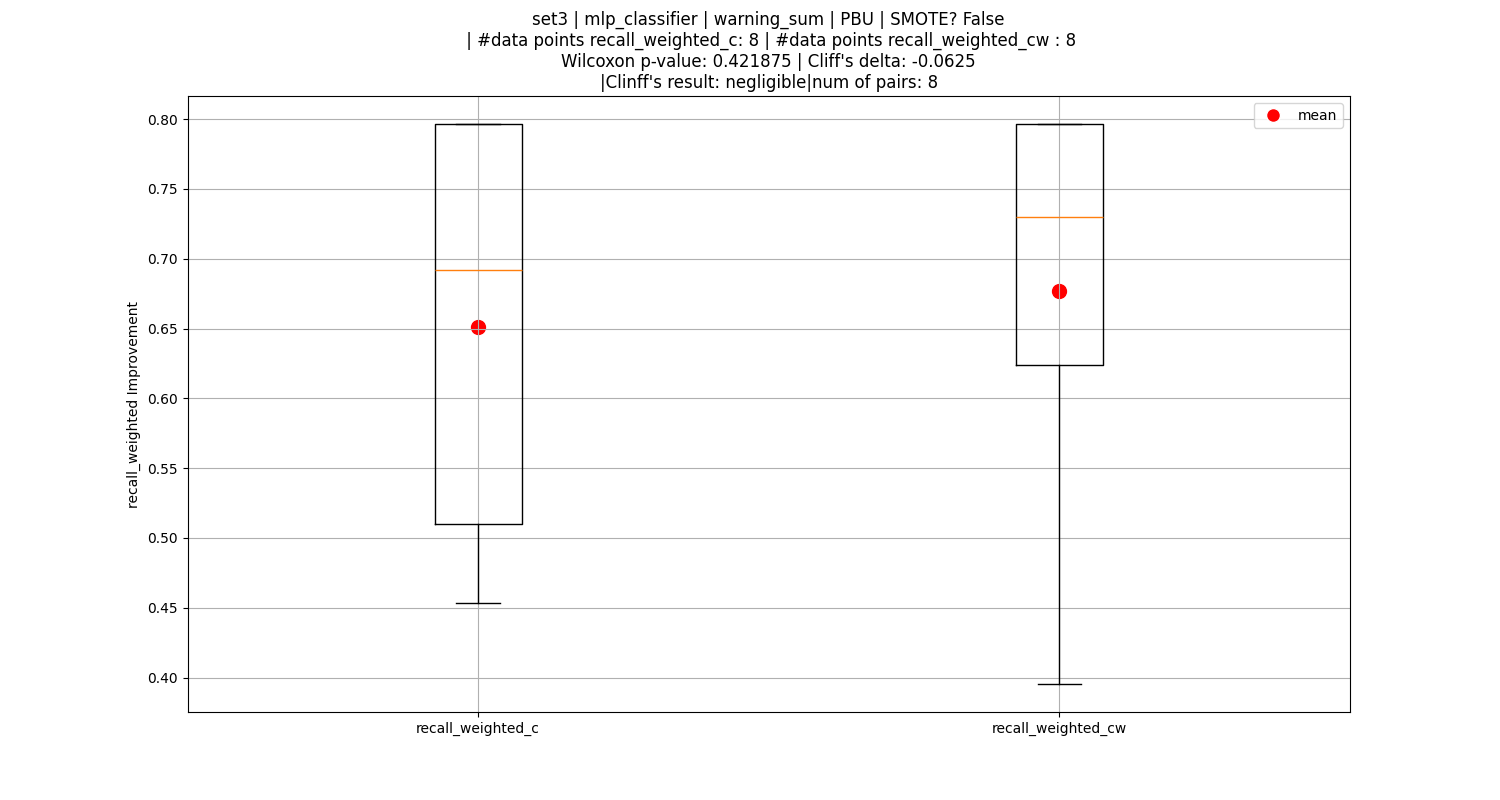 set3 | mlp_classifier | warning_sum | PBU | SMOTE? False
| #data points recall_weighted_c: 8 | #data points recall_weighted_cw : 8
Wilcoxon p-value: 0.421875 | Cliff's delta: -0.0625
|Clinff's result: negligible|num of pairs: 8
mean
0.80
0.75
0.70
0.65
0.60
0.55
0.50
0.45
0.40
recall_weighted Improvement
recall_weighted_c
recall_weighted_cw